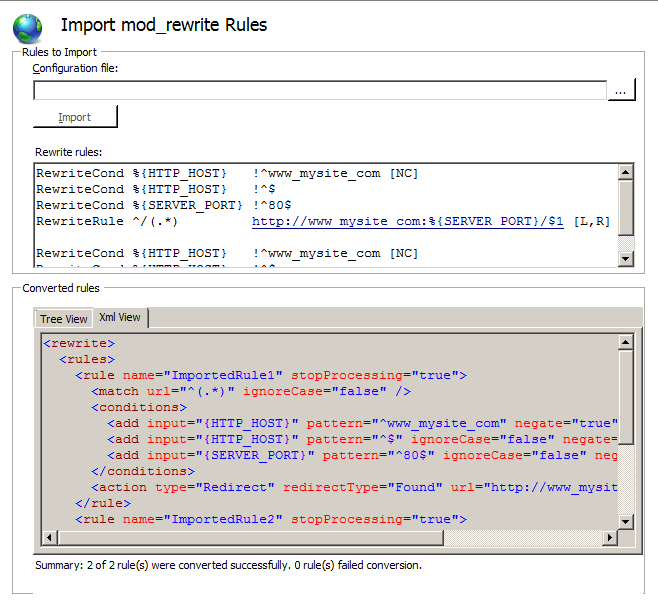 Import mod_rewrite Rules
Rules to Import
Configuration file:
...
Import
Rewrite rules:
RewriteCond %{HTTP_HOST} !^www_mysite_com [NC]
RewriteCond %{HTTP_HOST} !^$
RewriteCond %{SERVER_PORT} !^80$
RewriteRule ^/(.*) http://www_mysite_com:%{SERVER_PORT}/$1 [L,R]
RewriteCond %{HTTP_HOST} !^www_mysite_com [NC]
RewriteCond %{HTTP_HOST} !^$
Converted rules
Tree View Xml View
<rewrite>
<rules>
<rule name="ImportedRule1" stopProcessing="true">
<match url="^(.*)" ignoreCase="false" />
<conditions>
<add input="{HTTP_HOST}" pattern="^www_mysite_com" negate="true"
<add input="{HTTP_HOST}" pattern="^$" ignoreCase="false" negate=
<add input="{SERVER_PORT}" pattern="^80$" ignoreCase="false" neg
</conditions>
<action type="Redirect" redirectType="Found" url="http://www_mysit
</rule>
<rule name="ImportedRule2" stopProcessing="true">
Summary: 2 of 2 rule(s) were converted successfully. 0 rule(s) failed conversion.